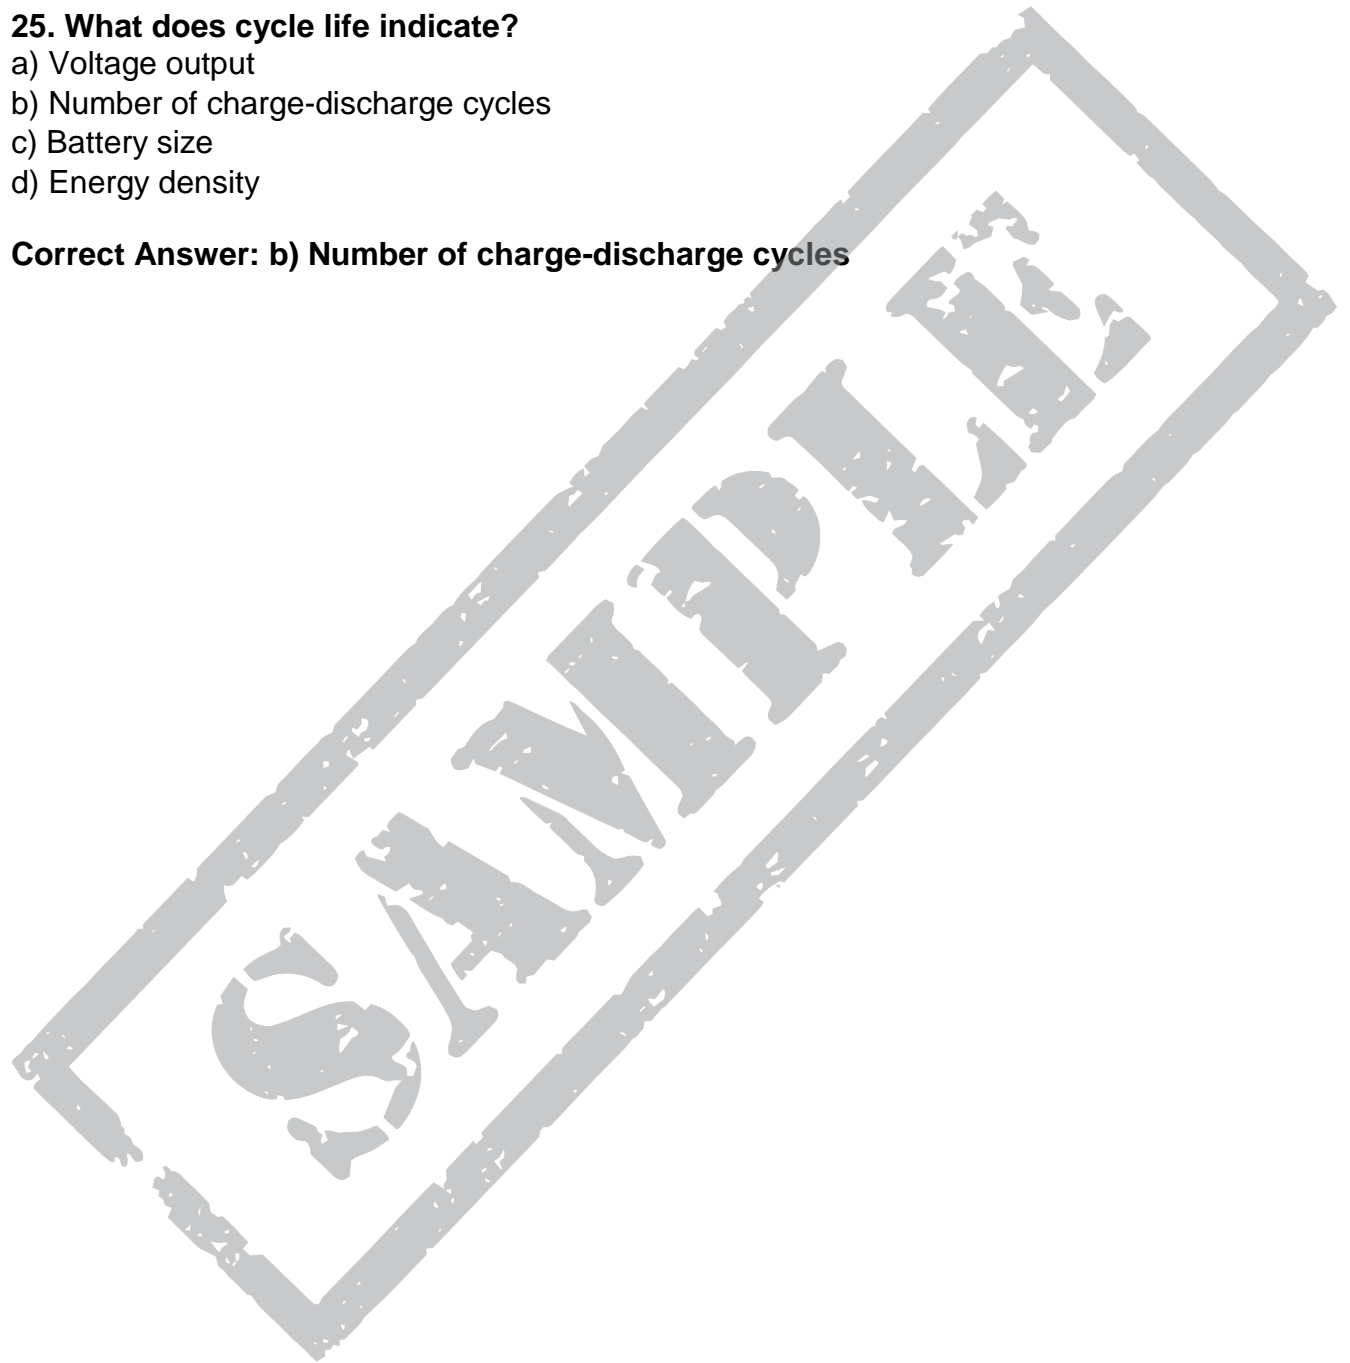 25. What does cycle life indicate?
a) Voltage output
b) Number of charge-discharge cycles
c) Battery size
d) Energy density
Correct Answer: b) Number of charge-discharge cycles
SAMPLE